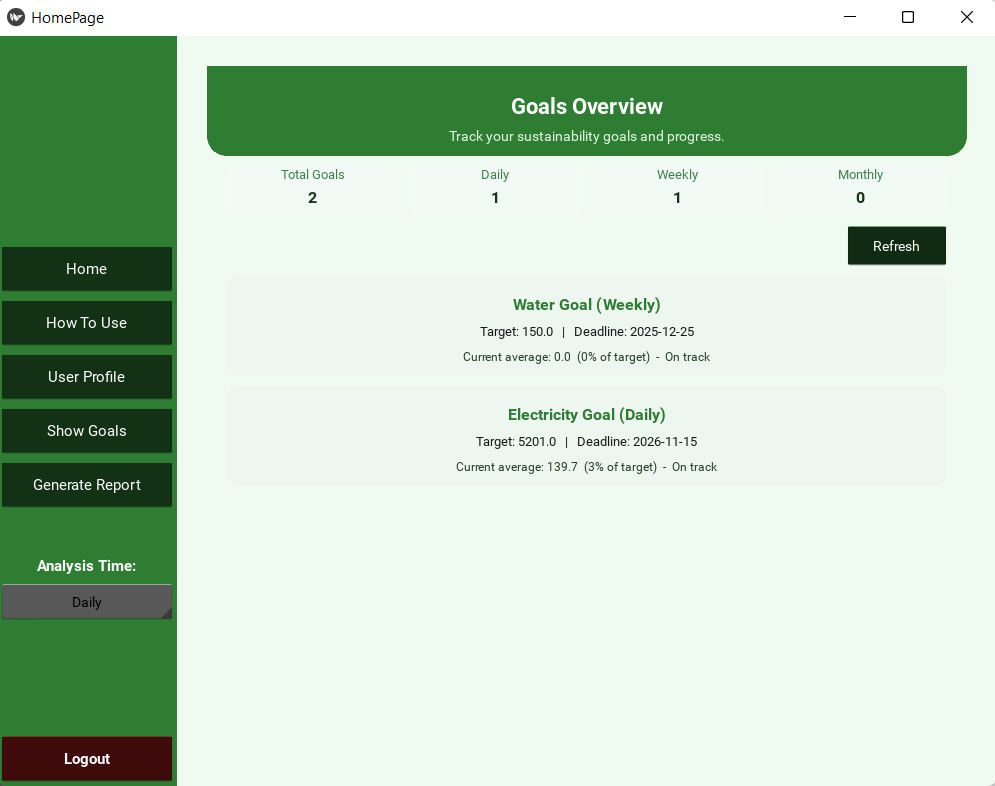 HomePage
Goals Overview
Track your sustainability goals and progress.
Total Goals
Daily
Weekly
Monthly
2
1
1
0
Refresh
Home
How To Use
User Profile
Show Goals
Generate Report
Analysis Time:
Daily
Logout
Water Goal (Weekly)
Target: 150.0 | Deadline: 2025-12-25
Current average: 0.0 (0% of target) - On track
Electricity Goal (Daily)
Target: 5201.0 | Deadline: 2026-11-15
Current average: 139.7 (3% of target) - On track